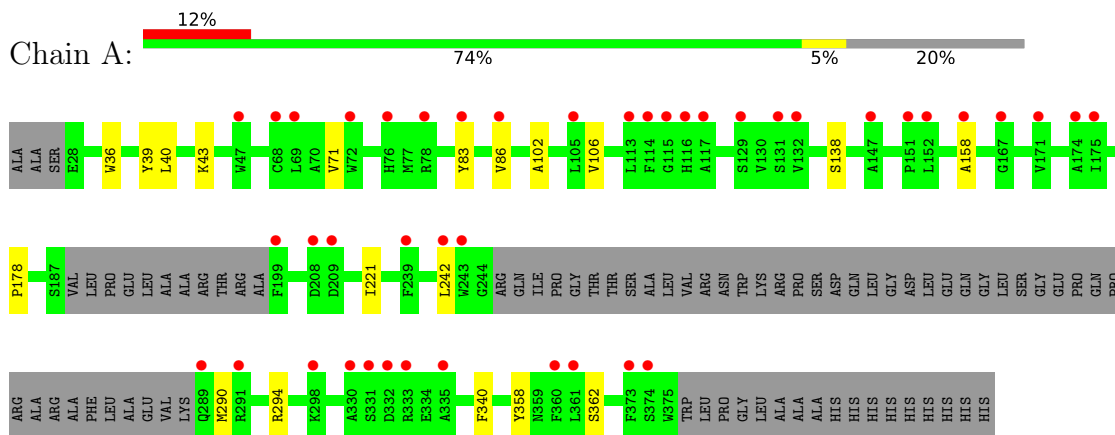 12%
Chain A:
74% 5% 20%
ALA ALA SER E28 W36 Y39 L40 K43 W47 C68 L69 A70 V71 W72 H76 M77 R78 Y83 V86 A102 L105 V106 L113 F114 G115 H116 A117 S129 V130 S131 V132 S138 A147 P151 L152 A158 G167 V171 A174 I175
P178 S187 VAL LEU PRO GLU LEU ALA ALA ARG THR ARG ALA F199 D208 D209 I221 F239 L242 W243 G244 ARG GLN ILE PRO GLY THR THR SER ALA LEU VAL ARG ASN TRP LYS ARG PRO SER ASP GLN LEU GLY ASP LEU GLU GLN GLY LEU SER GLY GLU PRO GLN PRO
ARG ALA ARG ALA PHE LEU ALA GLU VAL LYS Q289 M290 R291 R294 K298 A330 S331 D332 R333 E334 A335 F340 Y358 N359 F360 L361 S362 F373 S374 W375 TRP LEU PRO GLY LEU ALA ALA ALA HIS HIS HIS HIS HIS HIS HIS HIS